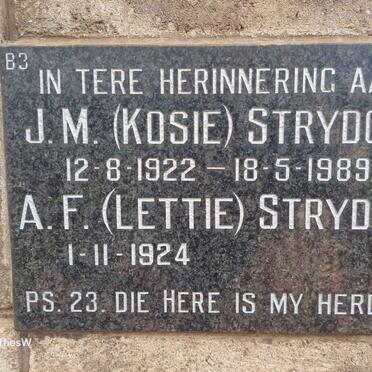 B3
IN TERE HERINNERING AA
J.M. (KOSIE) STRYDO
12-8-1922 – 18-5-1989
A.F. (LETTIE) STRYD
1-11-1924
PS. 23. DIE HERE IS MY HERD